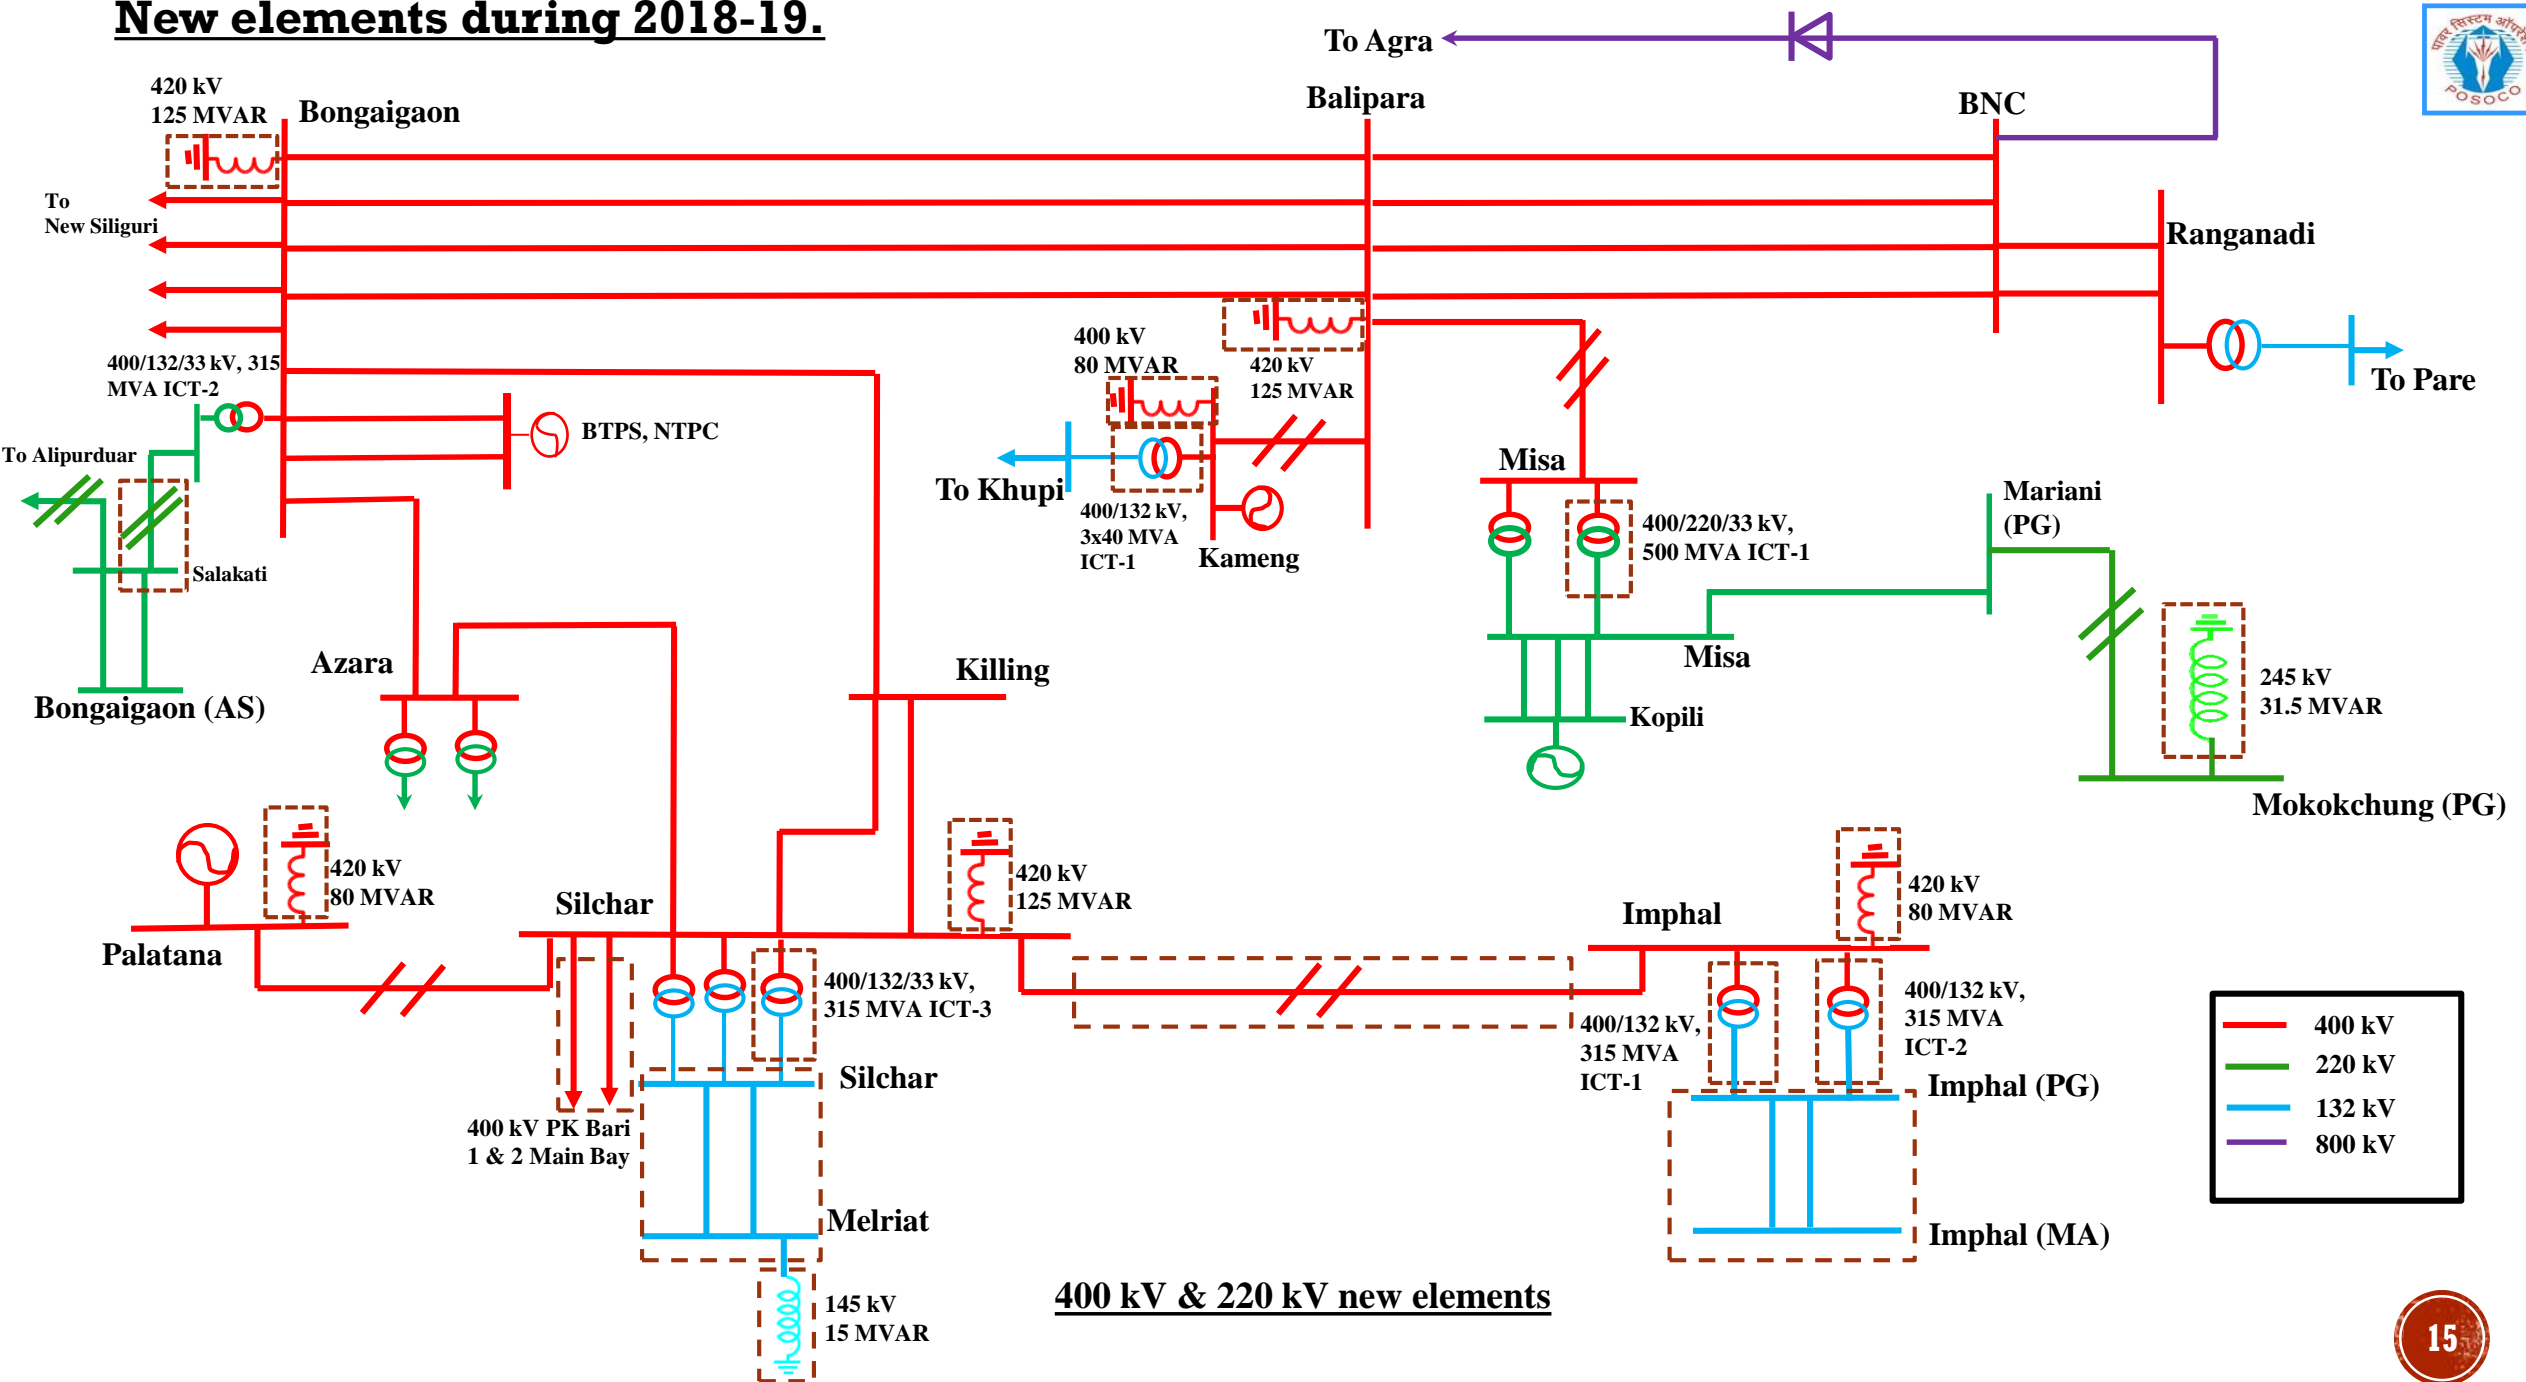 New elements during 2018-19.
To Agra
पावर सिस्टम
POSOCO
420 kV
125 MVAR
Bongaigaon
Balipara
BNC
To
New Siliguri
Ranganadi
400/132/33 kV, 315
MVA ICT-2
400 kV
80 MVAR
420 kV
125 MVAR
To Pare
BTPS, NTPC
To Alipurduar
To Khupi
Misa
400/132 kV,
3x40 MVA
ICT-1
Kameng
400/220/33 kV,
500 MVA ICT-1
Mariani
(PG)
Salakati
Azara
Killing
Misa
Bongaigaon (AS)
Kopili
245 kV
31.5 MVAR
Mokokchung (PG)
420 kV
80 MVAR
Silchar
420 kV
125 MVAR
Imphal
420 kV
80 MVAR
Palatana
400/132/33 kV,
315 MVA ICT-3
400/132 kV,
315 MVA
ICT-1
400/132 kV,
315 MVA
ICT-2
400 kV
220 kV
132 kV
800 kV
Silchar
Imphal (PG)
400 kV PK Bari
1 & 2 Main Bay
Melriat
Imphal (MA)
145 kV
15 MVAR
400 kV & 220 kV new elements
15